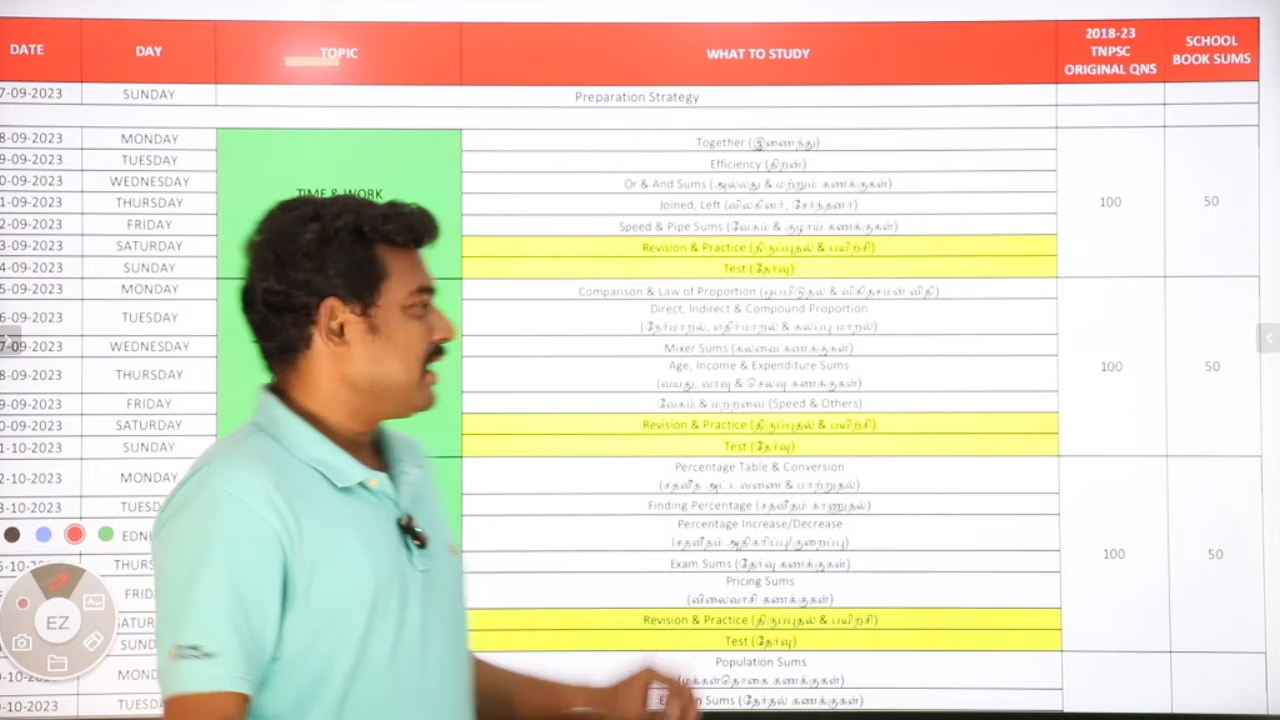 DATE DAY TOPIC WHAT TO STUDY 2018-23 TNPSC ORIGINAL QNS SCHOOL BOOK SUMS
7-09-2023 SUNDAY Preparation Strategy
8-09-2023 MONDAY TIME & WORK Together (இணைந்து) 100 50
9-09-2023 TUESDAY Efficiency (திறன்)
0-09-2023 WEDNESDAY Or & And Sums (அல்லது & மற்றும் கணக்குகள்)
1-09-2023 THURSDAY Joined, Left (விலகினர், சேர்ந்தனர்)
2-09-2023 FRIDAY Speed & Pipe Sums (வேகம் & குழாய் கணக்குகள்)
3-09-2023 SATURDAY Revision & Practice (திருப்புதல் & பயிற்சி)
4-09-2023 SUNDAY Test (தேர்வு)
5-09-2023 MONDAY Comparison & Law of Proportion (ஒப்பிடுதல் & விகிதசமன் விதி) 100 50
6-09-2023 TUESDAY Direct, Indirect & Compound Proportion
(நேர்மாறல், எதிர்மாறல் & கலப்பு மாறல்)
7-09-2023 WEDNESDAY Mixer Sums (கலவை கணக்குகள்)
8-09-2023 THURSDAY Age, Income & Expenditure Sums
(வயது, வரவு & செலவு கணக்குகள்)
9-09-2023 FRIDAY வேகம் & மற்றவை (Speed & Others)
0-09-2023 SATURDAY Revision & Practice (திருப்புதல் & பயிற்சி)
1-10-2023 SUNDAY Test (தேர்வு)
2-10-2023 MONDAY Percentage Table & Conversion
(சதவீத அட்டவணை & மாற்றுதல்)
3-10-2023 TUESD Finding Percentage (சதவீதம் காணுதல்)
EDNE Percentage Increase/Decrease
(சதவீதம் அதிகரிப்பு/குறைப்பு) 100 50
-10- THURS Exam Sums (தேர்வு கணக்குகள்)
FRID Pricing Sums
(விலைவாசி கணக்குகள்)
SATUR Revision & Practice (திருப்புதல் & பயிற்சி)
SUND Test (தேர்வு)
-10- MOND Population Sums
(மக்கள்தொகை கணக்குகள்)
-10-2023 TUESDA Sums (தேர்தல் கணக்குகள்)
EZ